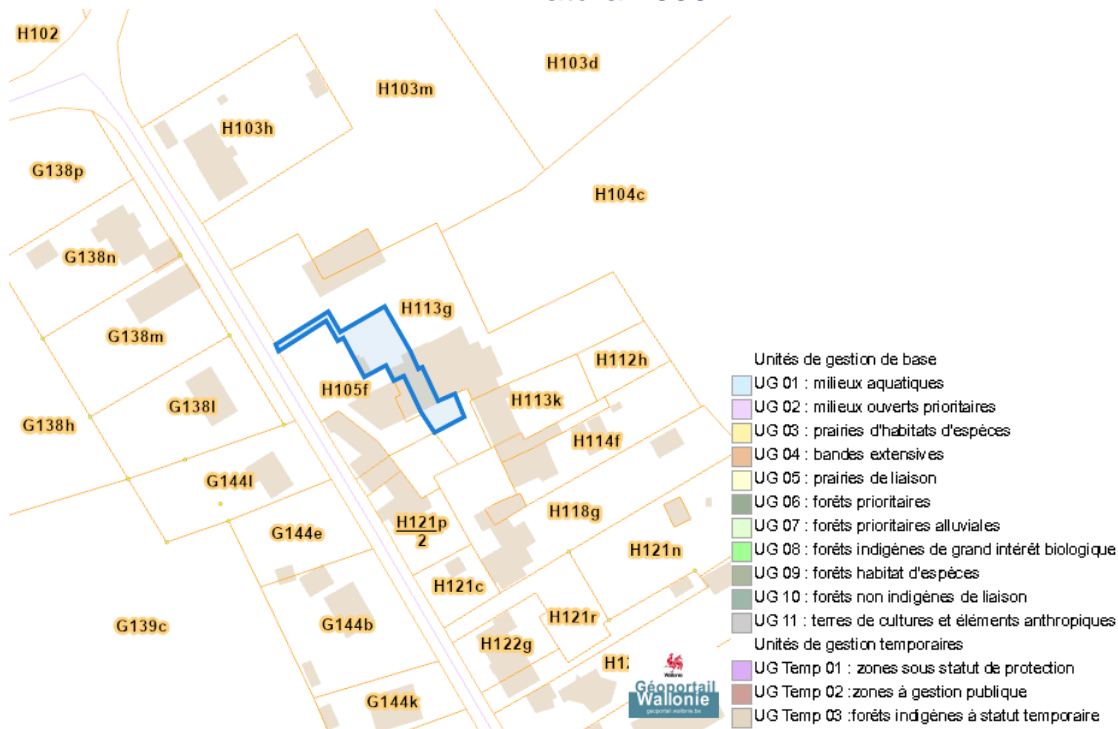 H102
H103d
H103m
H103h
G138p
H104c
G138n
H113g
G138m
H112h
H105f
H113k
G138l
G138h
H114f
G144l
H118g
H121p
2
G144e
H121n
H121c
H121r
G139c
G144b
H122g
G144k
Wallonie
Géoportail
Wallonie
geoportail.wallonie.be
Unités de gestion de base
UG 01 : milieux aquatiques
UG 02 : milieux ouverts prioritaires
UG 03 : prairies d'habitats d'espèces
UG 04 : bandes extensives
UG 05 : prairies de liaison
UG 06 : forêts prioritaires
UG 07 : forêts prioritaires alluviales
UG 08 : forêts indigènes de grand intérêt biologique
UG 09 : forêts habitat d'espèces
UG 10 : forêts non indigènes de liaison
UG 11 : terres de cultures et éléments anthropiques
Unités de gestion temporaires
UG Temp 01 : zones sous statut de protection
UG Temp 02 :zones à gestion publique
UG Temp 03 :forêts indigènes à statut temporaire